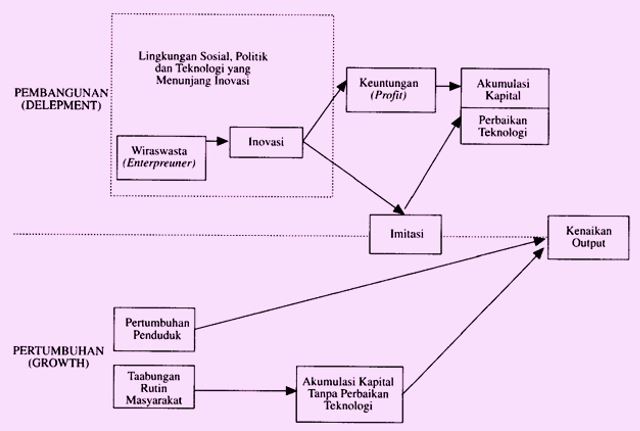 Lingkungan Sosial, Politik
dan Teknologi yang
Menunjang Inovasi
PEMBANGUNAN
(DELEPMENT)
Wiraswasta
(Enterpreuner)
Inovasi
Keuntungan
(Profit)
Akumulasi
Kapital
Perbaikan
Teknologi
Imitasi
Kenaikan
Output
PERTUMBUHAN
(GROWTH)
Pertumbuhan
Penduduk
Taabungan
Rutin
Masyarakat
Akumulasi Kapital
Tanpa Perbaikan
Teknologi